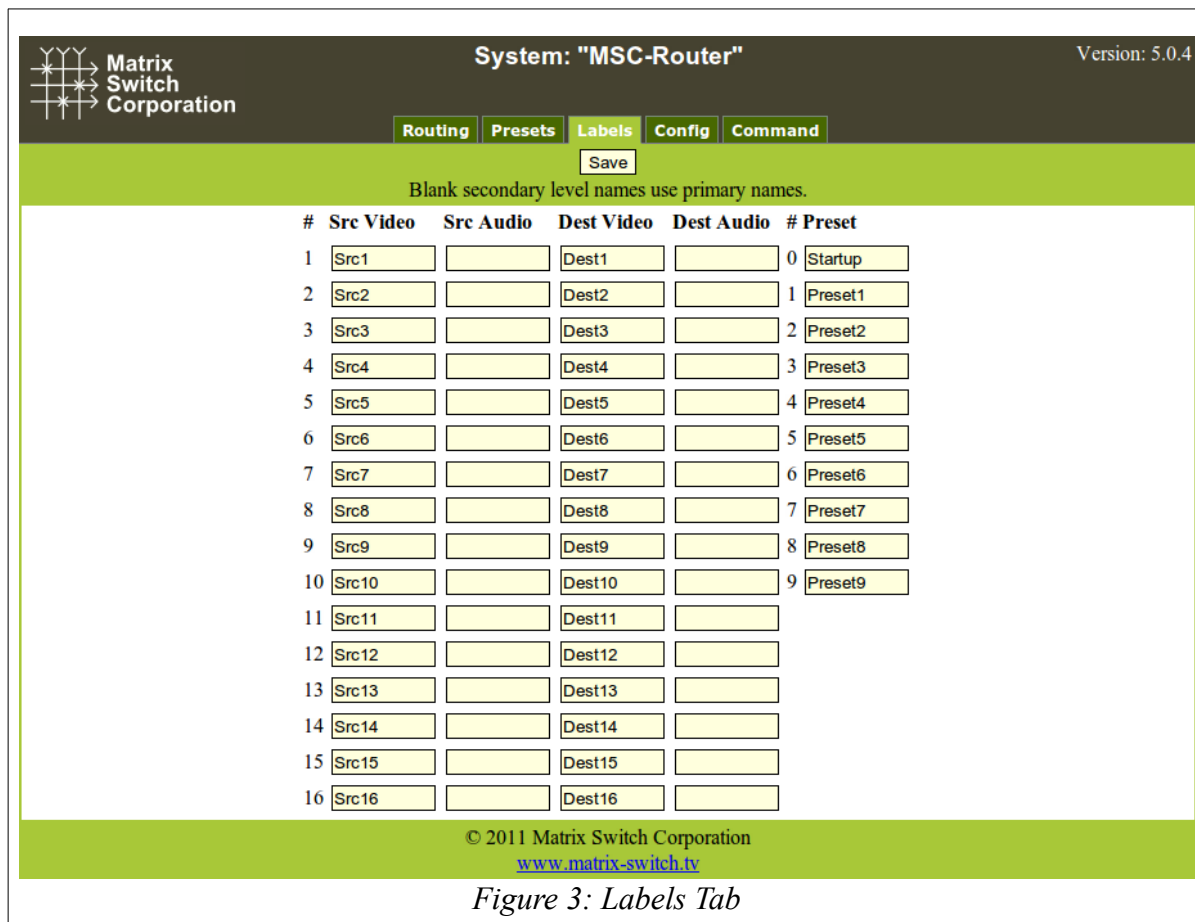 Matrix
Switch
Corporation
System: "MSC-Router"
Version: 5.0.4
Routing Presets Labels Config Command
Save
Blank secondary level names use primary names.
# Src Video Src Audio Dest Video Dest Audio # Preset
1 Src1 Dest1 0 Startup
2 Src2 Dest2 1 Preset1
3 Src3 Dest3 2 Preset2
4 Src4 Dest4 3 Preset3
5 Src5 Dest5 4 Preset4
6 Src6 Dest6 5 Preset5
7 Src7 Dest7 6 Preset6
8 Src8 Dest8 7 Preset7
9 Src9 Dest9 8 Preset8
10 Src10 Dest10 9 Preset9
11 Src11 Dest11
12 Src12 Dest12
13 Src13 Dest13
14 Src14 Dest14
15 Src15 Dest15
16 Src16 Dest16
© 2011 Matrix Switch Corporation
www.matrix-switch.tv
Figure 3: Labels Tab